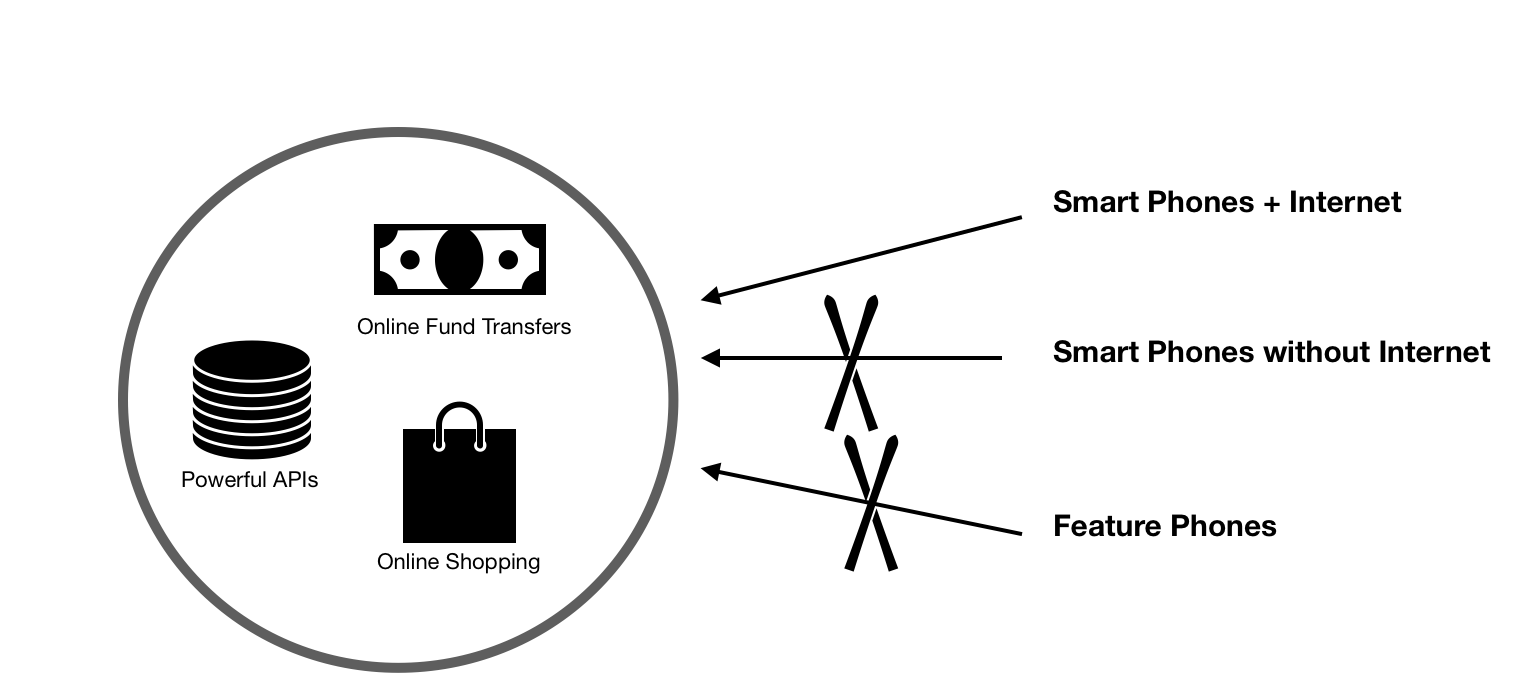 Smart Phones + Internet
Online Fund Transfers
Smart Phones without Internet
Powerful APIs
Feature Phones
Online Shopping